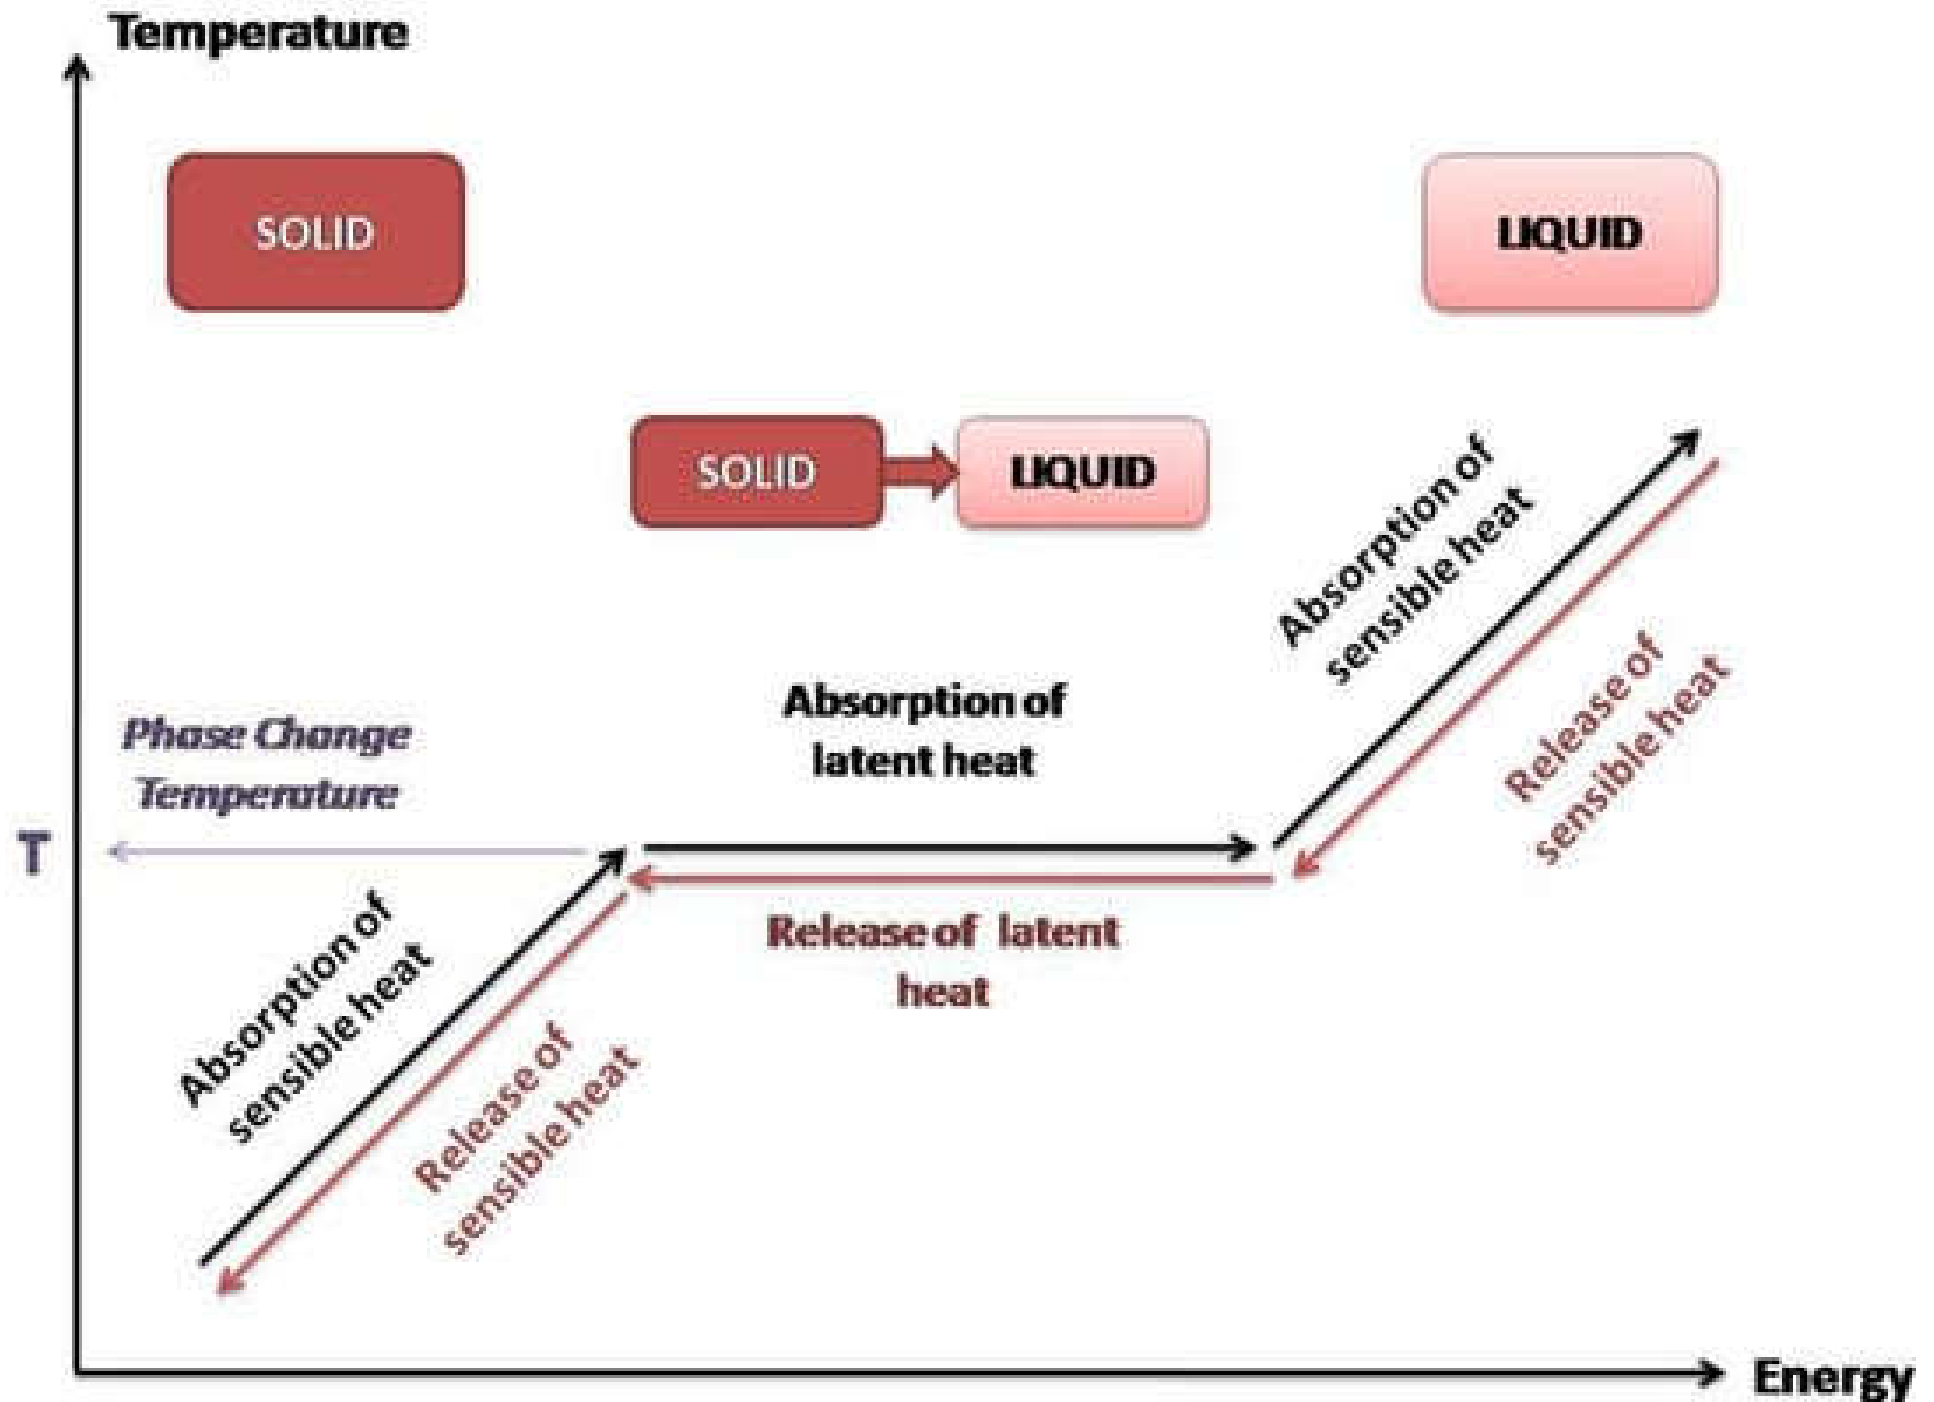 Temperature
SOLID
LIQUID
SOLID
LIQUID
Absorption of
sensible heat
Release of
sensible heat
Absorption of
latent heat
Phase Change
Temperature
T
Release of latent
heat
Absorption of
sensible heat
Release of
sensible heat
Energy